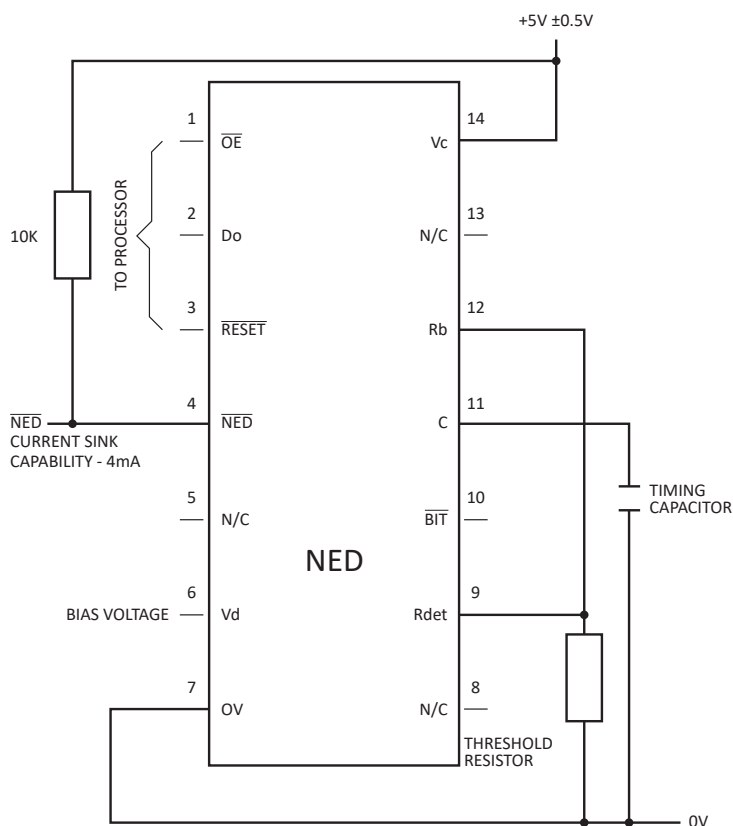 +5V ±0.5V
1
14
OE
Vc
2
13
10K
TO PROCESSOR
Do
N/C
3
12
RESET
Rb
4
11
NED
NED
C
CURRENT SINK
CAPABILITY - 4mA
5
10
TIMING
CAPACITOR
N/C
BIT
NED
6
9
BIAS VOLTAGE
Vd
Rdet
7
8
OV
N/C
THRESHOLD
RESISTOR
0V